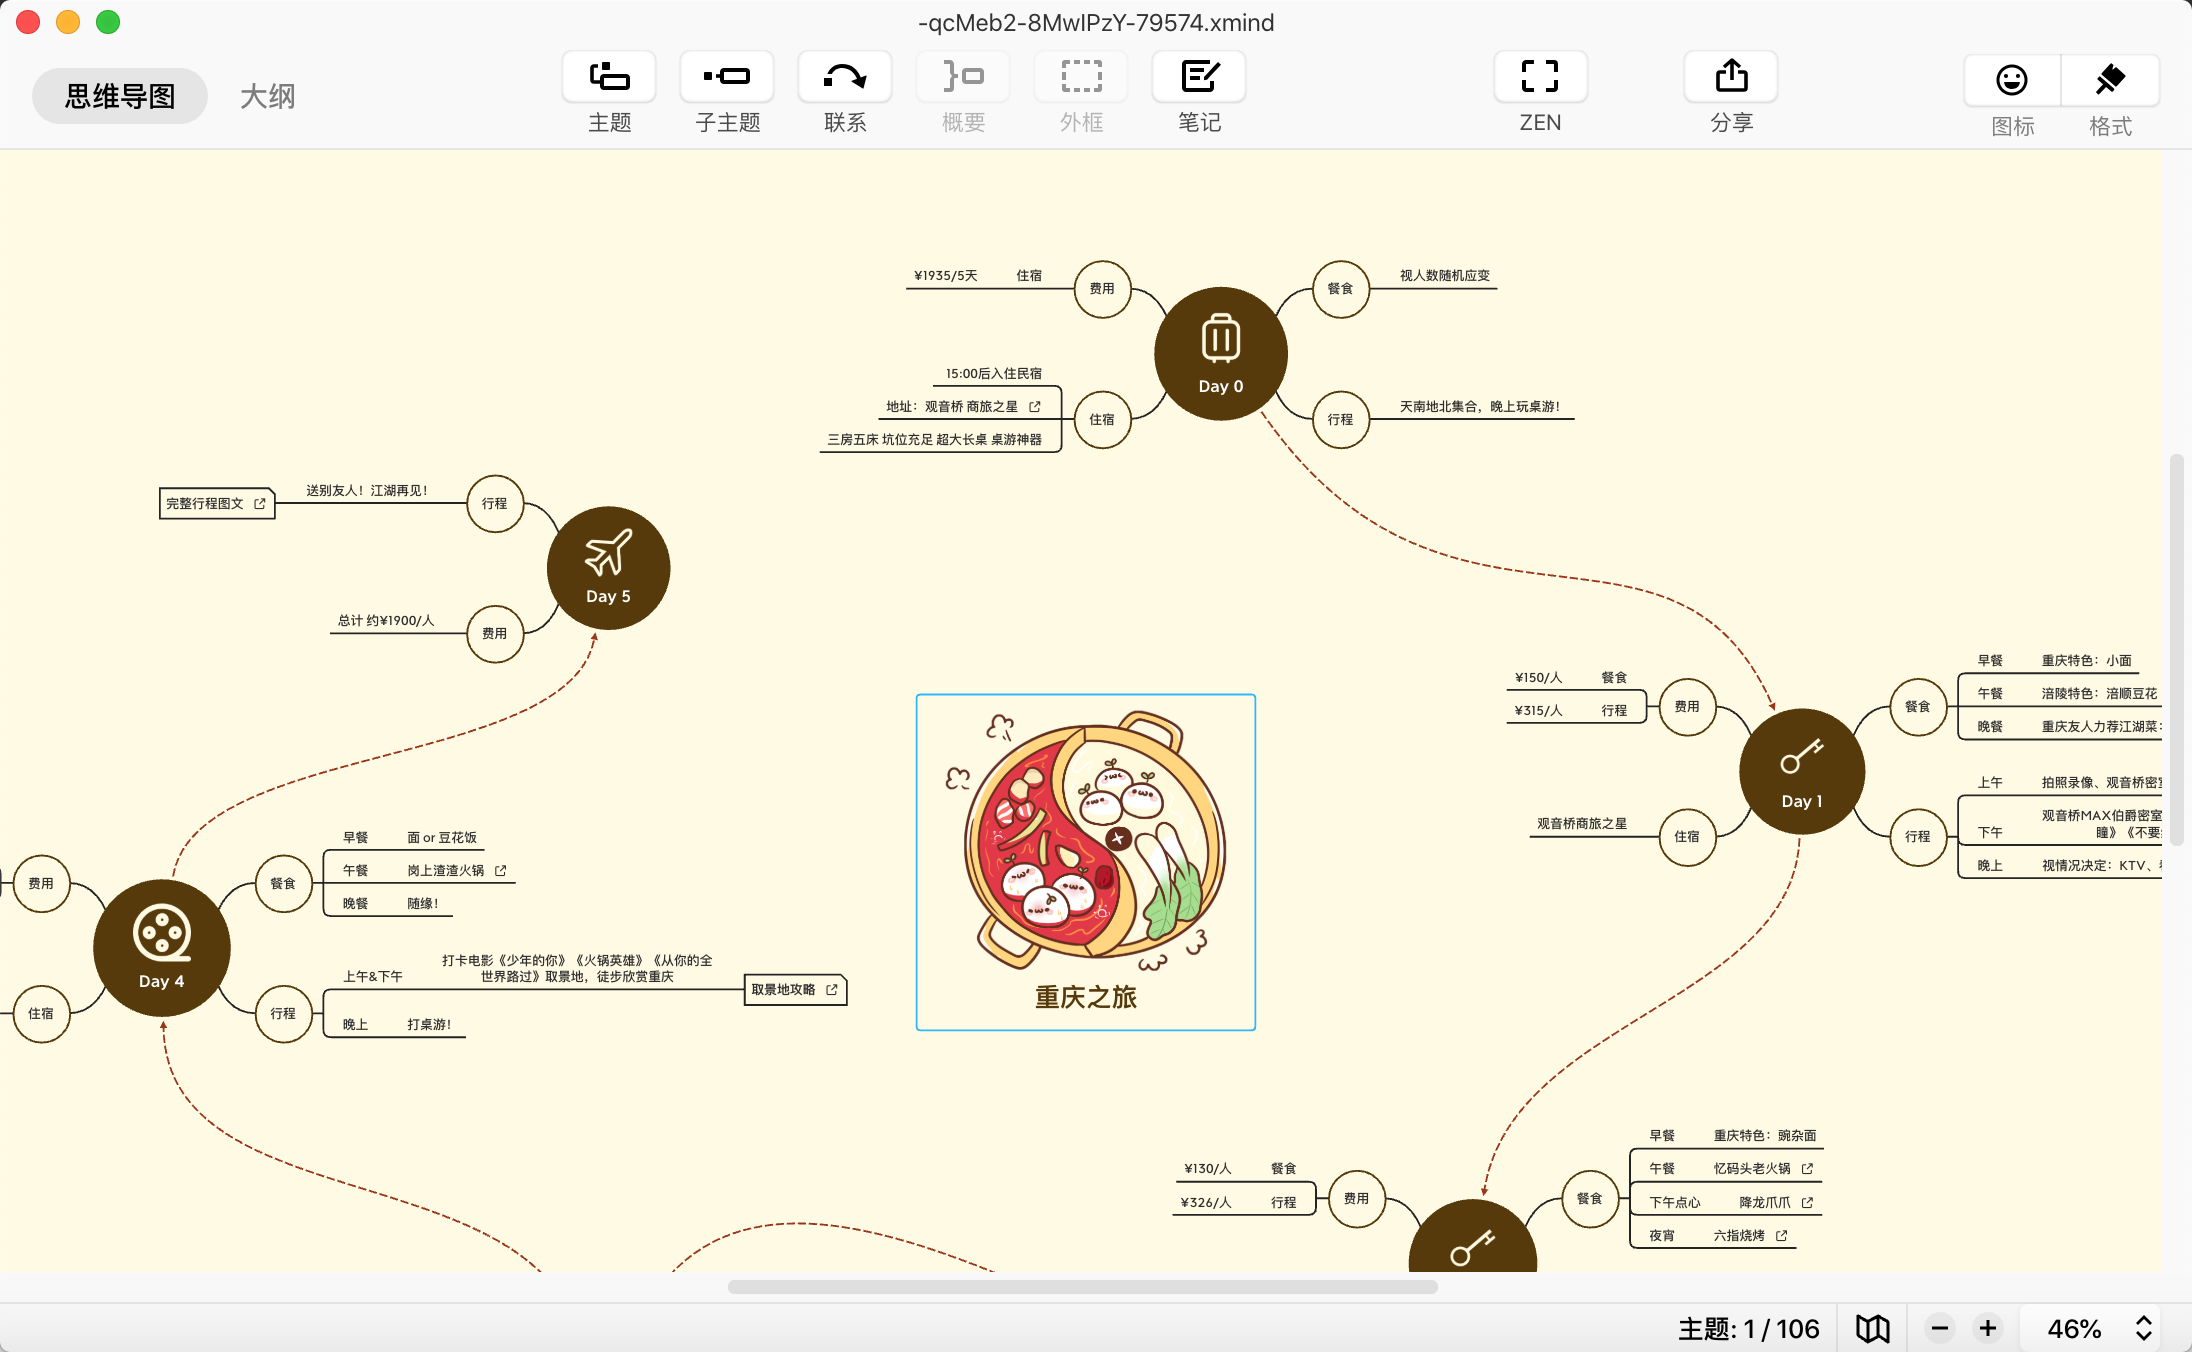 -qcMeb2-8MwlPzY-79574.xmind
思维导图
大纲
主题
子主题
联系
概要
外框
笔记
ZEN
分享
图标
格式
¥1935/5天 住宿
费用
餐食
视人数随机应变
Day 0
15:00后入住民宿
地址：观音桥 商旅之星
三房五床 坑位充足 超大长桌 桌游神器
住宿
行程
天南地北集合，晚上玩桌游！
完整行程图文
送别友人！江湖再见！
行程
Day 5
总计 约¥1900/人
费用
¥150/人 餐食
¥315/人 行程
费用
餐食
早餐 重庆特色：小面
午餐 涪陵特色：涪顺豆花
晚餐 重庆友人力荐江湖菜：
Day 1
观音桥商旅之星
住宿
行程
上午 拍照录像、观音桥密室
下午 观音桥MAX伯爵密室
瞳》《不要
晚上 视情况决定：KTV、
费用
餐食
早餐 面 or 豆花饭
午餐 岗上渣渣火锅
晚餐 随缘！
Day 4
住宿
行程
上午&下午 打卡电影《少年的你》《火锅英雄》《从你的全
世界路过》取景地，徒步欣赏重庆
取景地攻略
晚上 打桌游！
重庆之旅
¥130/人 餐食
¥326/人 行程
费用
餐食
早餐 重庆特色：豌杂面
午餐 忆码头老火锅
下午点心 降龙爪爪
夜宵 六指烧烤
主题: 1 / 106
46%